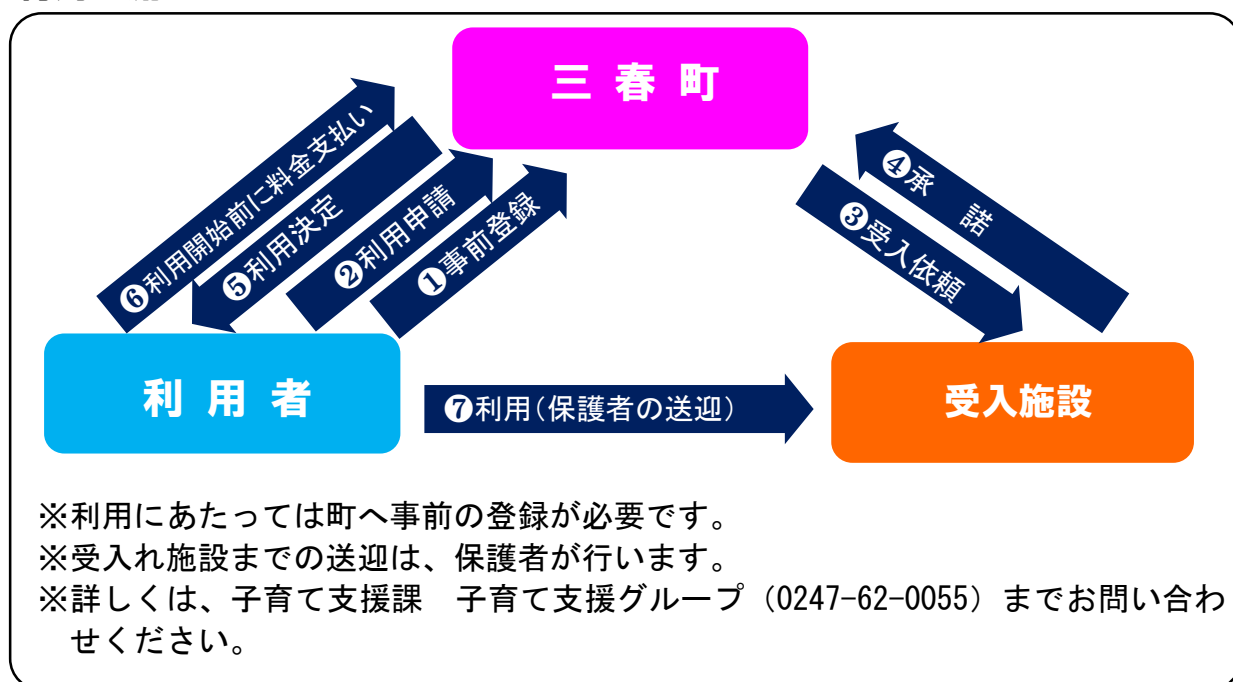 三 春 町
❻利用開始前に料金支払い
❺利用決定
❷利用申請
❶事前登録
❹承　諾
❸受入依頼
利 用 者
❼利用(保護者の送迎)
受入施設
※利用にあたっては町へ事前の登録が必要です。
※受入れ施設までの送迎は、保護者が行います。
※詳しくは、子育て支援課　子育て支援グループ（0247-62-0055）までお問い合わ
せください。